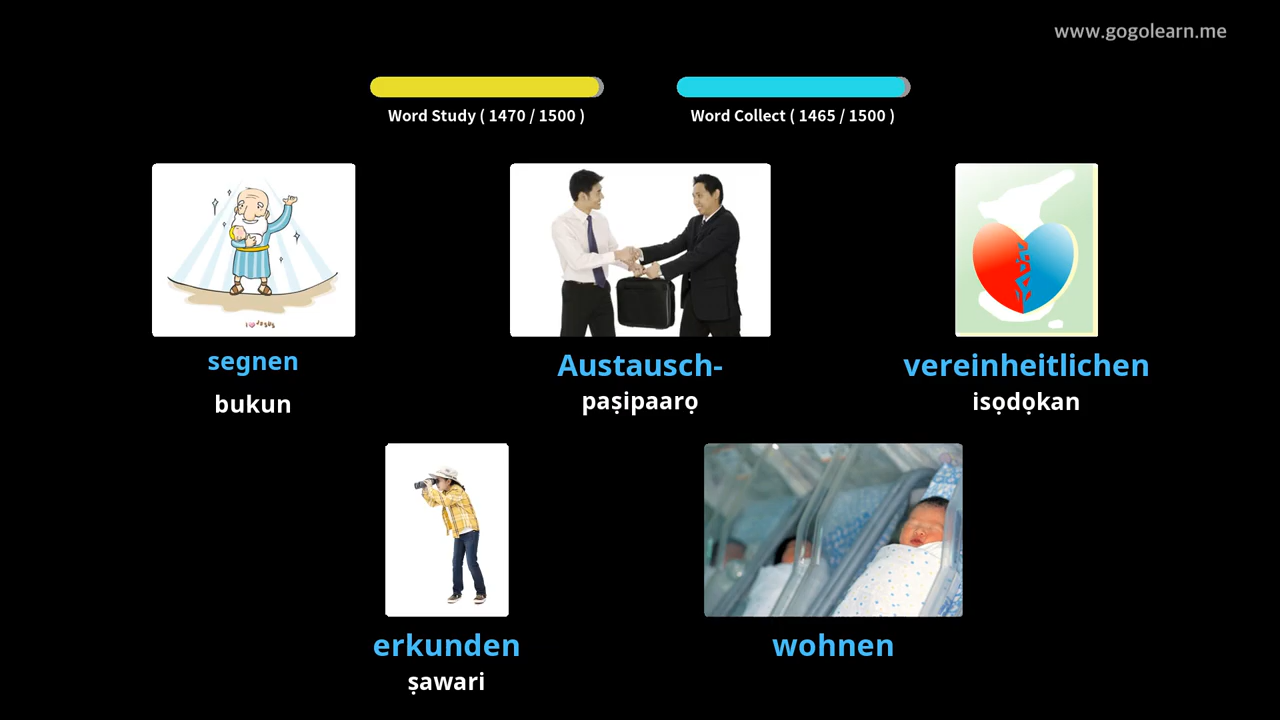 www.gogolearn.me
Word Study ( 1470 / 1500 )
Word Collect ( 1465 / 1500 )
I ♥ JESUS
segnen
bukun
Austausch-
paṣipaarọ
vereinheitlichen
isọdọkan
erkunden
ṣawari
wohnen